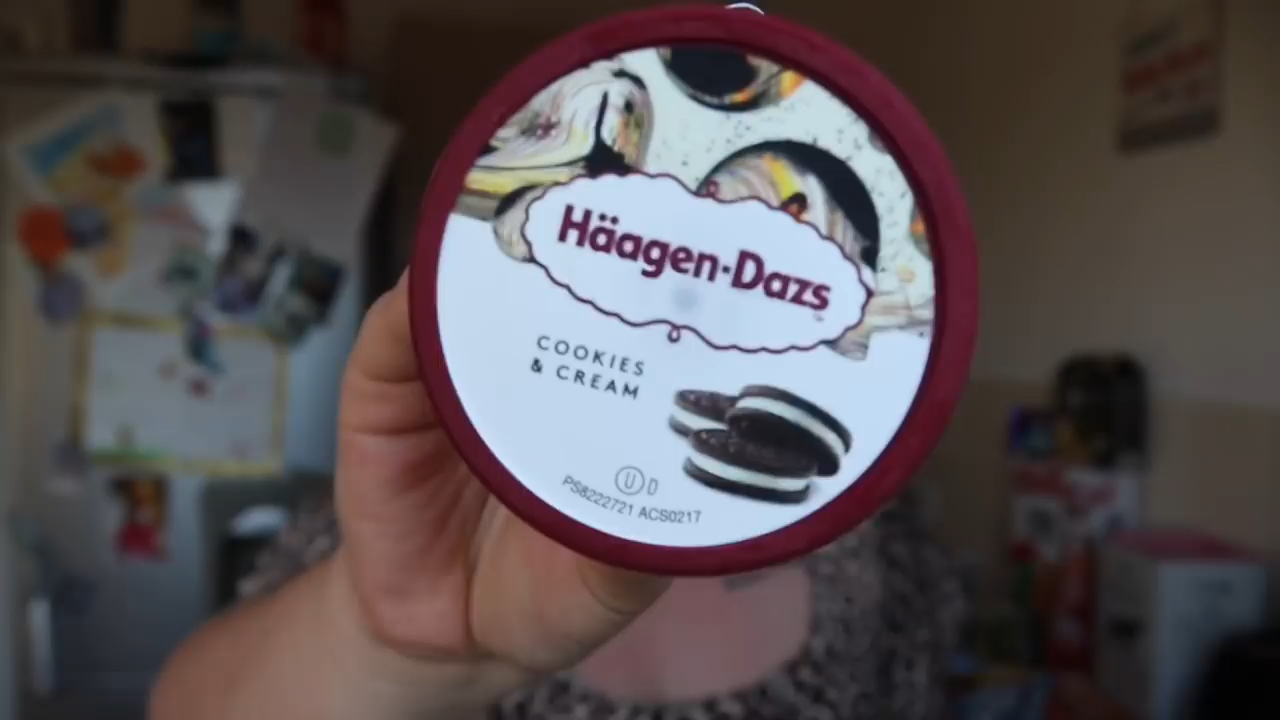 Häagen-Dazs
COOKIES
& CREAM
U D
PS8222721 ACS0217